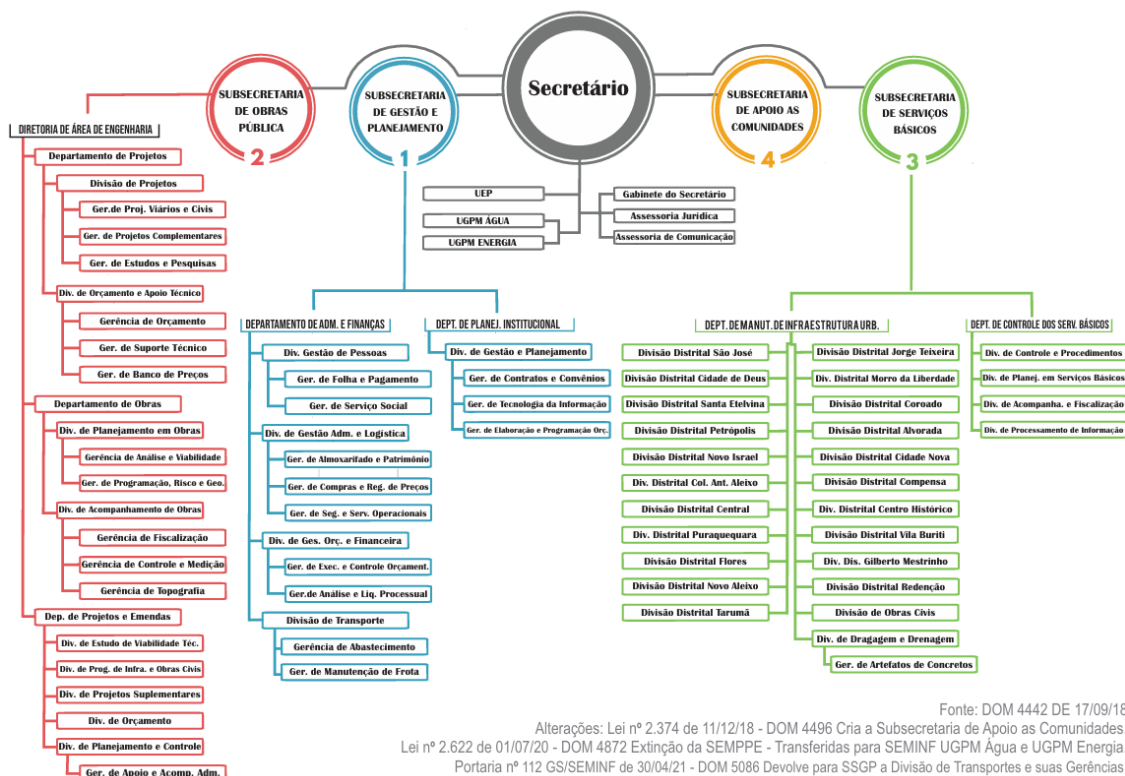 Secretário
SUBSECRETARIA
DE OBRAS
PÚBLICA
2
SUBSECRETARIA
DE GESTÃO E
PLANEJAMENTO
1
SUBSECRETARIA
DE APOIO AS
COMUNIDADES
4
SUBSECRETARIA
DE SERVIÇOS
BÁSICOS
3
UEP
UGPM ÁGUA
UGPM ENERGIA
Gabinete do Secretário
Assessoria Jurídica
Assessoria de Comunicação
DIRETORIA DE ÁREA DE ENGENHARIA
Departamento de Projetos
Divisão de Projetos
Ger.de Proj. Viários e Civis
Ger. de Projetos Complementares
Ger. de Estudos e Pesquisas
Div. de Orçamento e Apoio Técnico
Gerência de Orçamento
Ger. de Suporte Técnico
Ger. de Banco de Preços
Departamento de Obras
Div. de Planejamento em Obras
Gerência de Análise e Viabilidade
Ger. de Programação, Risco e Geo.
Div. de Acompanhamento de Obras
Gerência de Fiscalização
Gerência de Controle e Medição
Gerência de Topografia
Dep. de Projetos e Emendas
Div. de Estudo de Viabilidade Téc.
Div. de Prog. de Infra. e Obras Civis
Div. de Projetos Suplementares
Div. de Orçamento
Div. de Planejamento e Controle
Ger. de Apoio e Acomp. Adm.
DEPARTAMENTO DE ADM. E FINANÇAS
Div. Gestão de Pessoas
Ger. de Folha e Pagamento
Ger. de Serviço Social
Div. de Gestão Adm. e Logística
Ger. de Almoxarifado e Patrimônio
Ger. de Compras e Reg. de Preços
Ger. de Seg. e Serv. Operacionais
Div. de Ges. Orç. e Financeira
Ger. de Exec. e Controle Orçament.
Ger.de Análise e Liq. Processual
Divisão de Transporte
Gerência de Abastecimento
Ger. de Manutenção de Frota
DEPT. DE PLANEJ. INSTITUCIONAL
Div. de Gestão e Planejamento
Ger. de Contratos e Convênios
Ger. de Tecnologia da Informação
Ger. de Elaboração e Programação Orç.
DEPT. DE MANUT. DE INFRAESTRUTURA URB.
Divisão Distrital São José
Divisão Distrital Cidade de Deus
Divisão Distrital Santa Etelvina
Divisão Distrital Petrópolis
Divisão Distrital Novo Israel
Div. Distrital Col. Ant. Aleixo
Divisão Distrital Central
Div. Distrital Puraquequara
Divisão Distrital Flores
Divisão Distrital Novo Aleixo
Divisão Distrital Tarumã
Divisão Distrital Jorge Teixeira
Div. Distrital Morro da Liberdade
Divisão Distrital Coroado
Divisão Distrital Alvorada
Divisão Distrital Cidade Nova
Divisão Distrital Compensa
Div. Distrital Centro Histórico
Divisão Distrital Vila Buriti
Div. Dis. Gilberto Mestrinho
Divisão Distrital Redenção
Divisão de Obras Civis
Div. de Dragagem e Drenagem
Ger. de Artefatos de Concretos
DEPT. DE CONTROLE DOS SERV. BÁSICOS
Div. de Controle e Procedimentos
Div. de Planej. em Serviços Básicos
Div. de Acompanha. e Fiscalização
Div. de Processamento de Informação
Fonte: DOM 4442 DE 17/09/18
Alterações: Lei nº 2.374 de 11/12/18 - DOM 4496 Cria a Subsecretaria de Apoio as Comunidades.
Lei nº 2.622 de 01/07/20 - DOM 4872 Extinção da SEMPPE - Transferidas para SEMINF UGPM Água e UGPM Energia.
Portaria nº 112 GS/SEMINF de 30/04/21 - DOM 5086 Devolve para SSGP a Divisão de Transportes e suas Gerências.